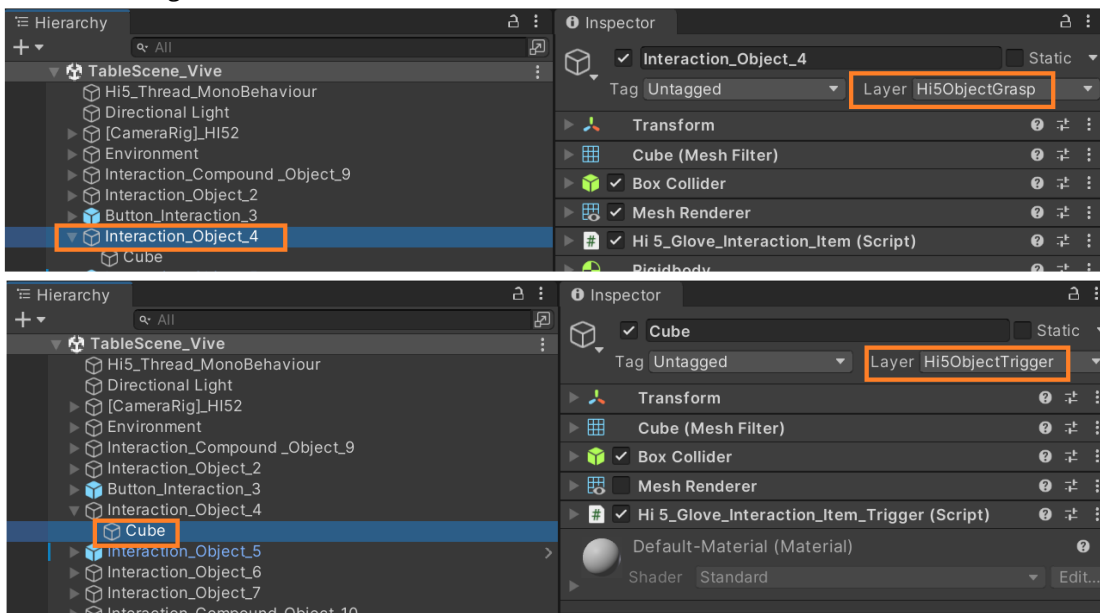 Hierarchy
All
TableScene_Vive
Hi5_Thread_MonoBehaviour
Directional Light
[CameraRig]_HI52
Environment
Interaction_Compound _Object_9
Interaction_Object_2
Button_Interaction_3
Interaction_Object_4
Cube
Inspector
Interaction_Object_4
Static
Tag Untagged
Layer Hi5ObjectGrasp
Transform
Cube (Mesh Filter)
Box Collider
Mesh Renderer
# Hi 5_Glove_Interaction_Item (Script)
Rigidbody
Hierarchy
All
TableScene_Vive
Hi5_Thread_MonoBehaviour
Directional Light
[CameraRig]_HI52
Environment
Interaction_Compound _Object_9
Interaction_Object_2
Button_Interaction_3
Interaction_Object_4
Cube
Interaction_Object_5
Interaction_Object_6
Interaction_Object_7
Interaction_Compound_Object_10
Inspector
Cube
Static
Tag Untagged
Layer Hi5ObjectTrigger
Transform
Cube (Mesh Filter)
Box Collider
Mesh Renderer
# Hi 5_Glove_Interaction_Item_Trigger (Script)
Default-Material (Material)
Shader Standard
Edit...